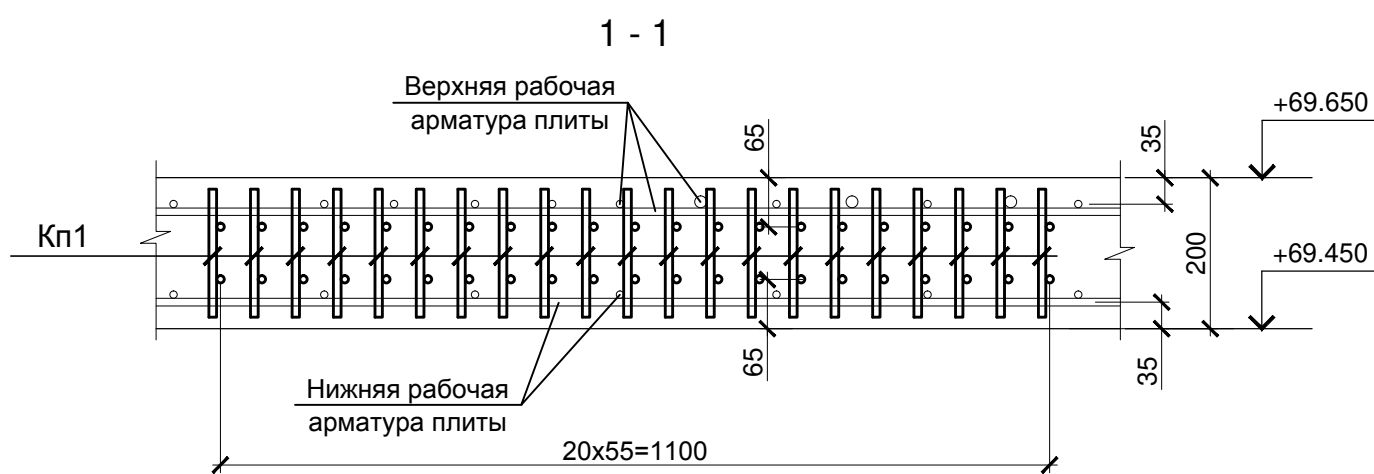 1 - 1
Верхняя рабочая
арматура плиты
65
35
+69.650
Кп1
200
+69.450
65
35
Нижняя рабочая
арматура плиты
20x55=1100